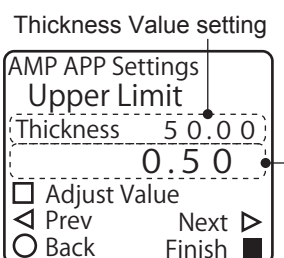 Thickness Value setting
AMP APP Settings
Upper Limit
Thickness 50.00
0.50
Adjust Value
Prev Next
Back Finish